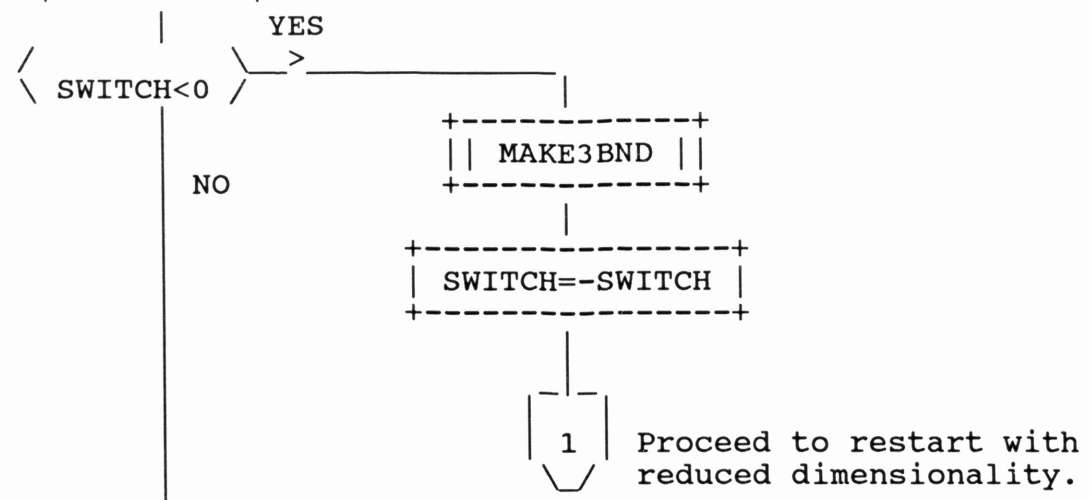 YES
>
SWITCH<0
|| MAKE3BND ||
NO
SWITCH=-SWITCH
1 Proceed to restart with
reduced dimensionality.